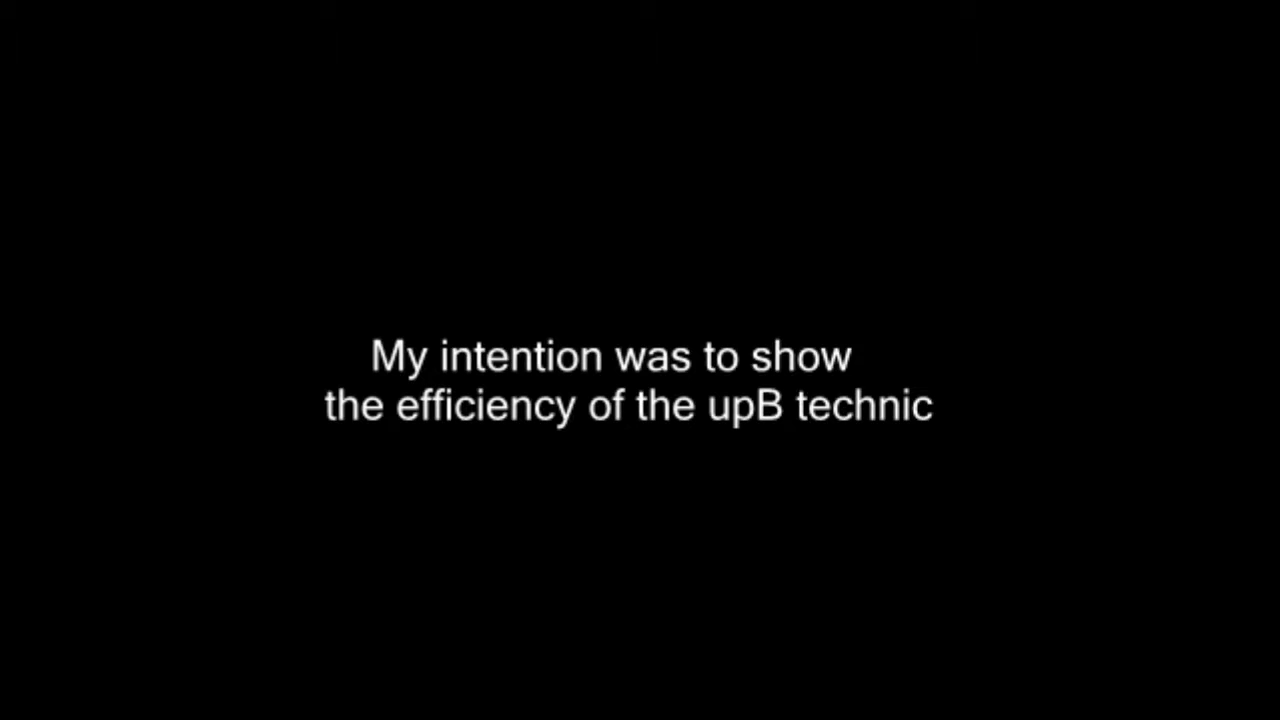 My intention was to show
the efficiency of the upB technic